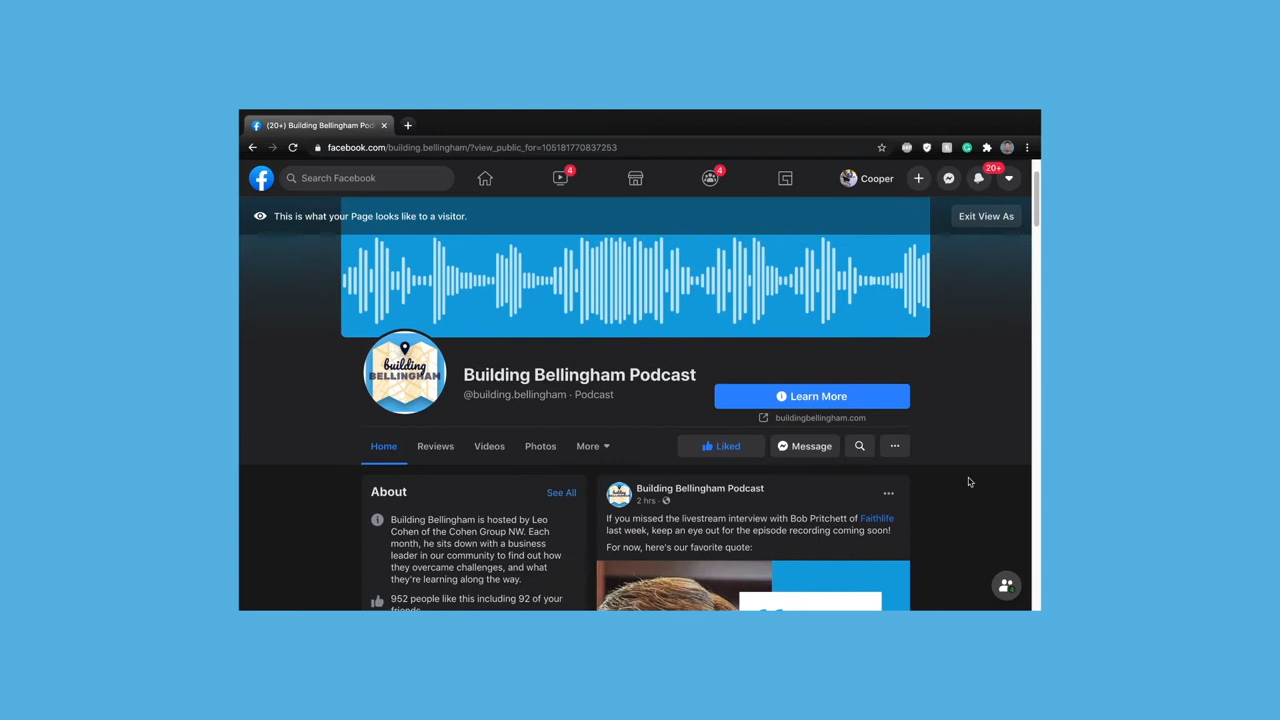 (20+) Building Bellingham Pod
facebook.com/building.bellingham/?view_public_for=105181770837253
Search Facebook
4
4
Cooper
20+
This is what your Page looks like to a visitor.
Exit View As
building
BELLINGHAM
Building Bellingham Podcast
@building.bellingham · Podcast
Learn More
buildingbellingham.com
Home
Reviews
Videos
Photos
More
Liked
Message
About
See All
Building Bellingham is hosted by Leo
Cohen of the Cohen Group NW. Each
month, he sits down with a business
leader in our community to find out how
they overcame challenges, and what
they're learning along the way.
952 people like this including 92 of your
friends
Building Bellingham Podcast
2 hrs ·
If you missed the livestream interview with Bob Pritchett of Faithlife
last week, keep an eye out for the episode recording coming soon!
For now, here's our favorite quote: